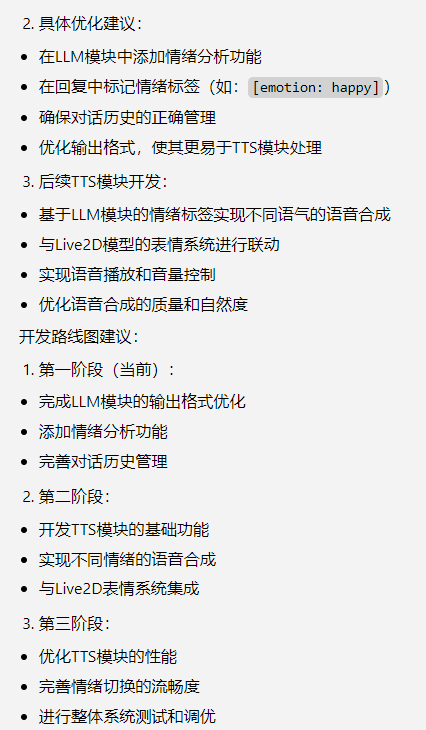 2. 具体优化建议：
• 在LLM模块中添加情绪分析功能
• 在回复中标记情绪标签（如：[emotion: happy]）
• 确保对话历史的正确管理
• 优化输出格式，使其更易于TTS模块处理
3. 后续TTS模块开发：
• 基于LLM模块的情绪标签实现不同语气的语音合成
• 与Live2D模型的表情系统进行联动
• 实现语音播放和音量控制
• 优化语音合成的质量和自然度
开发路线图建议：
1. 第一阶段（当前）：
• 完成LLM模块的输出格式优化
• 添加情绪分析功能
• 完善对话历史管理
2. 第二阶段：
• 开发TTS模块的基础功能
• 实现不同情绪的语音合成
• 与Live2D表情系统集成
3. 第三阶段：
• 优化TTS模块的性能
• 完善情绪切换的流畅度
• 进行整体系统测试和调优